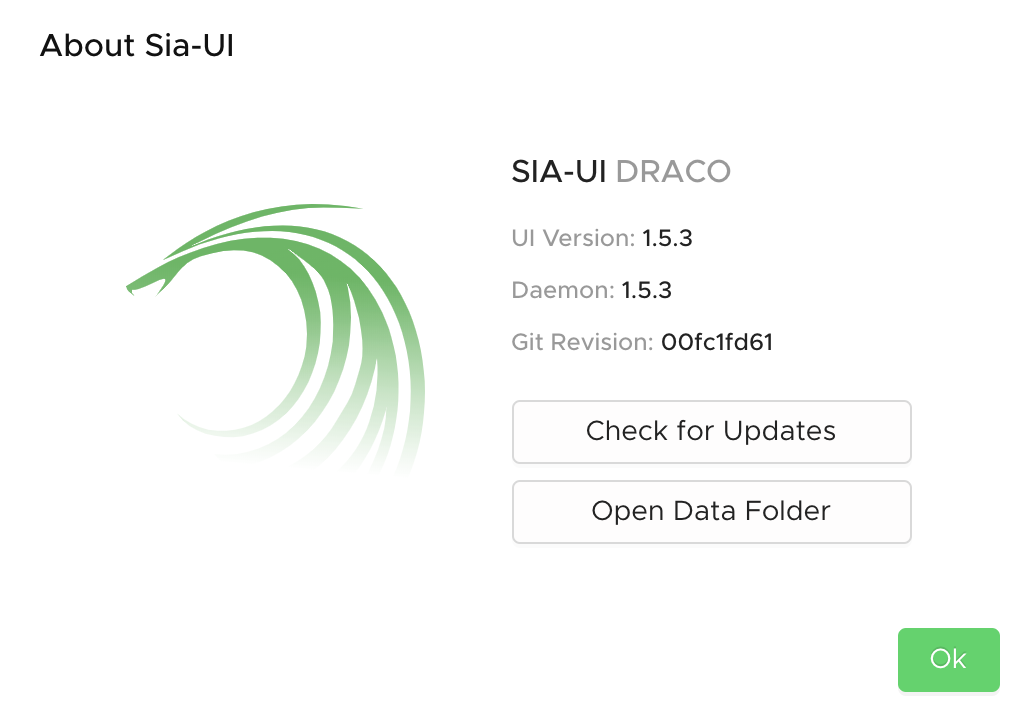 About Sia-UI
SIA-UI DRACO
UI Version: 1.5.3
Daemon: 1.5.3
Git Revision: 00fc1fd61
Check for Updates
Open Data Folder
Ok